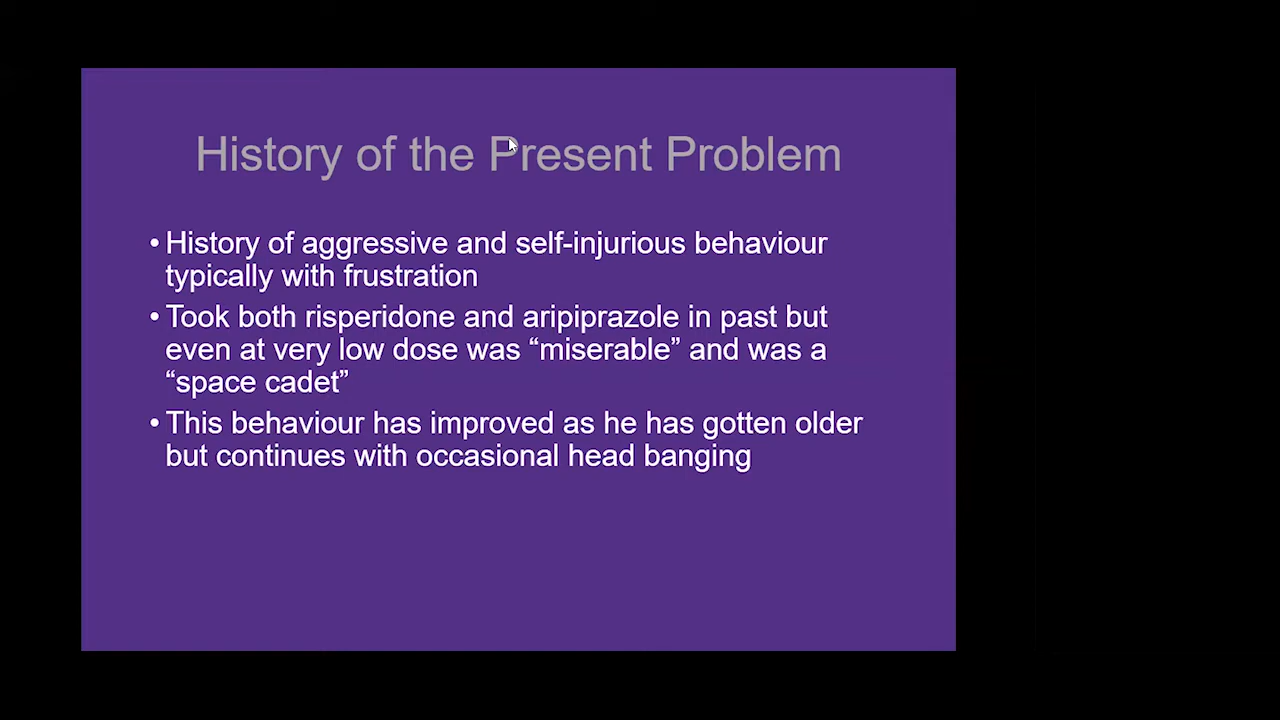 History of the Present Problem
• History of aggressive and self-injurious behaviour
typically with frustration
• Took both risperidone and aripiprazole in past but
even at very low dose was “miserable” and was a
“space cadet”
• This behaviour has improved as he has gotten older
but continues with occasional head banging